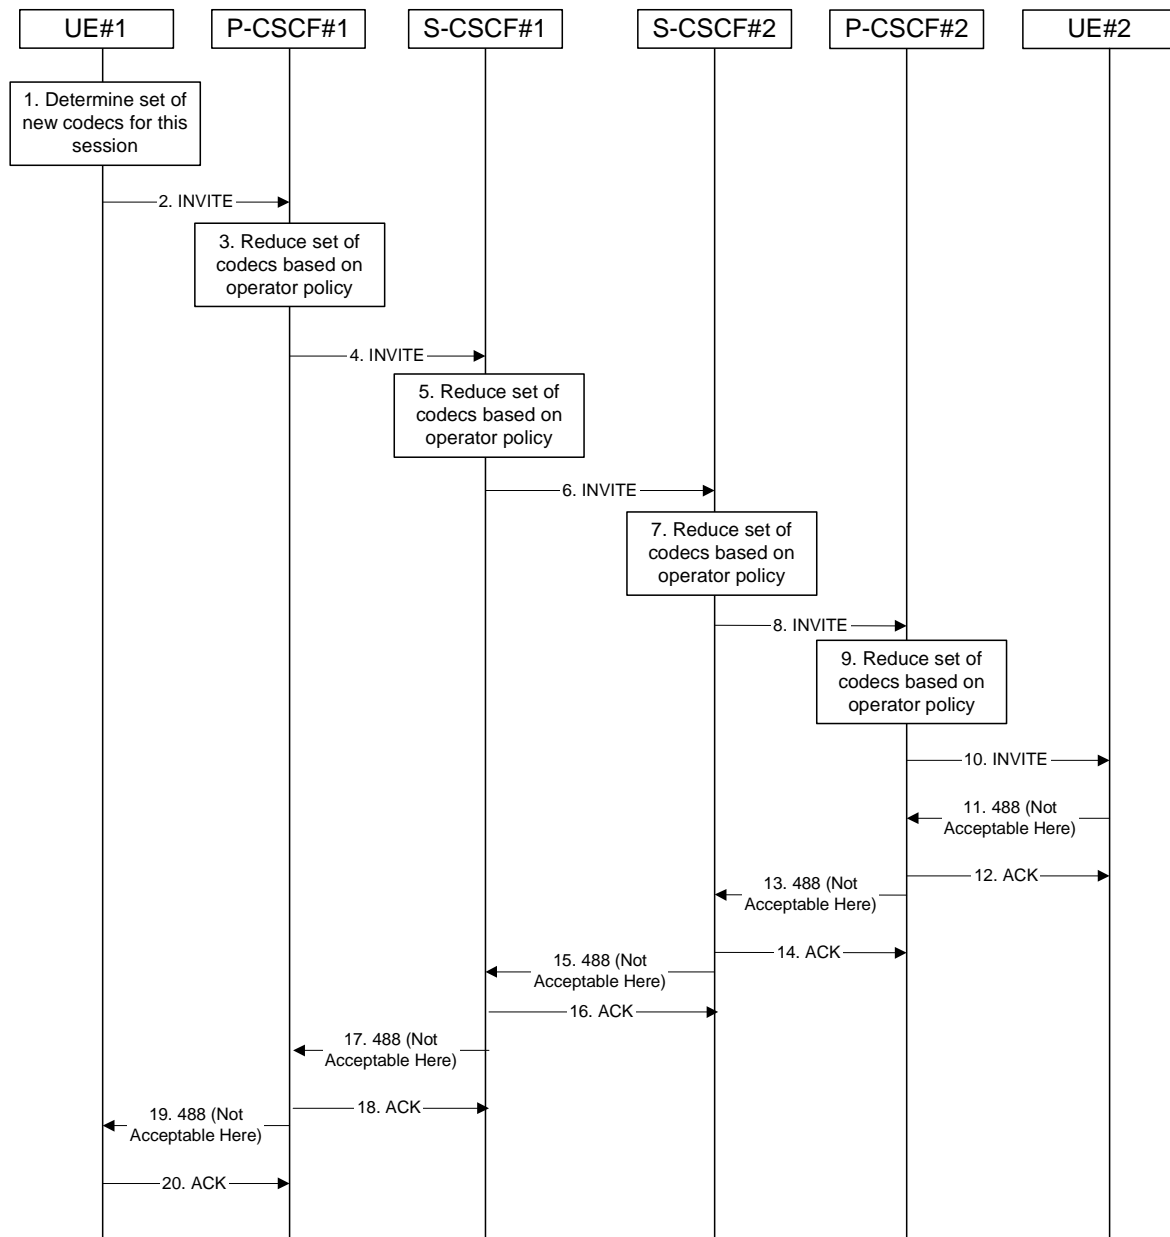 UE#1
P-CSCF#1
S-CSCF#1
S-CSCF#2
P-CSCF#2
UE#2
1. Determine set of
new codecs for this
session
2. INVITE
3. Reduce set of
codecs based on
operator policy
4. INVITE
5. Reduce set of
codecs based on
operator policy
6. INVITE
7. Reduce set of
codecs based on
operator policy
8. INVITE
9. Reduce set of
codecs based on
operator policy
10. INVITE
11. 488 (Not
Acceptable Here)
12. ACK
13. 488 (Not
Acceptable Here)
14. ACK
15. 488 (Not
Acceptable Here)
16. ACK
17. 488 (Not
Acceptable Here)
18. ACK
19. 488 (Not
Acceptable Here)
20. ACK